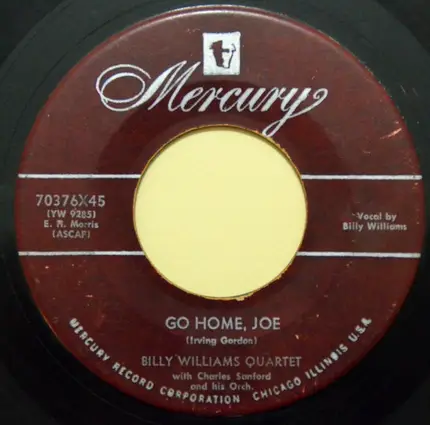 Mercury
70376X45
(YW 9285)
E. R. Morris
(ASCAP)
Vocal by
Billy Williams
GO HOME, JOE
(Irving Gordon)
BILLY WILLIAMS QUARTET
with Charles Sanford
and his Orch.
MERCURY RECORD CORPORATION CHICAGO ILLINOIS U.S.A.